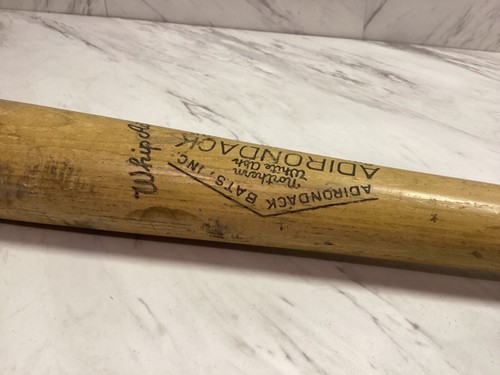 ADIRONDACK
Northern
White Ash
ADIRONDACK BATS, INC.